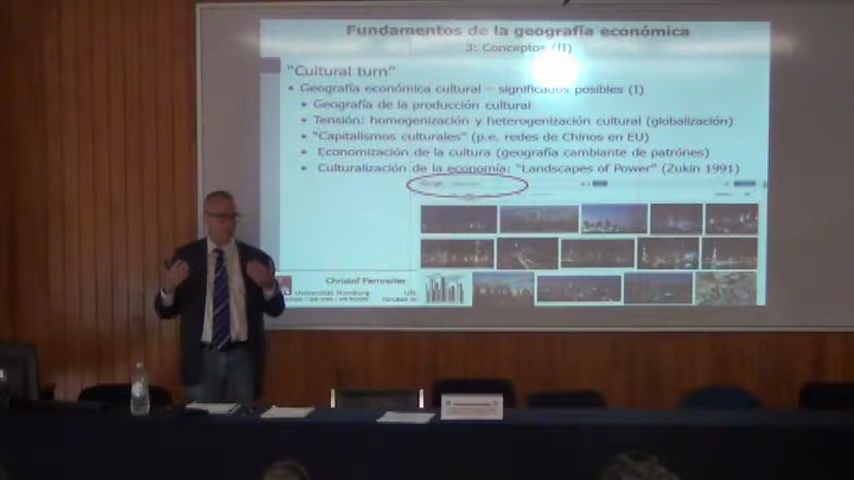 Fundamentos de la geografía económica
3: Conceptos (II)
"Cultural turn"
• Geografía económica cultural – significados posibles (I)
• Geografía de la producción cultural
• Tensión: homogenización y heterogenización cultural (globalización)
• "Capitalismos culturales" (p.e. redes de Chinos en EU)
• Economización de la cultura (geografía cambiante de patrónes)
• Culturalización de la economía: "Landscapes of Power" (Zukin 1991)
Google
Christof Parnreiter
Universität Hamburg